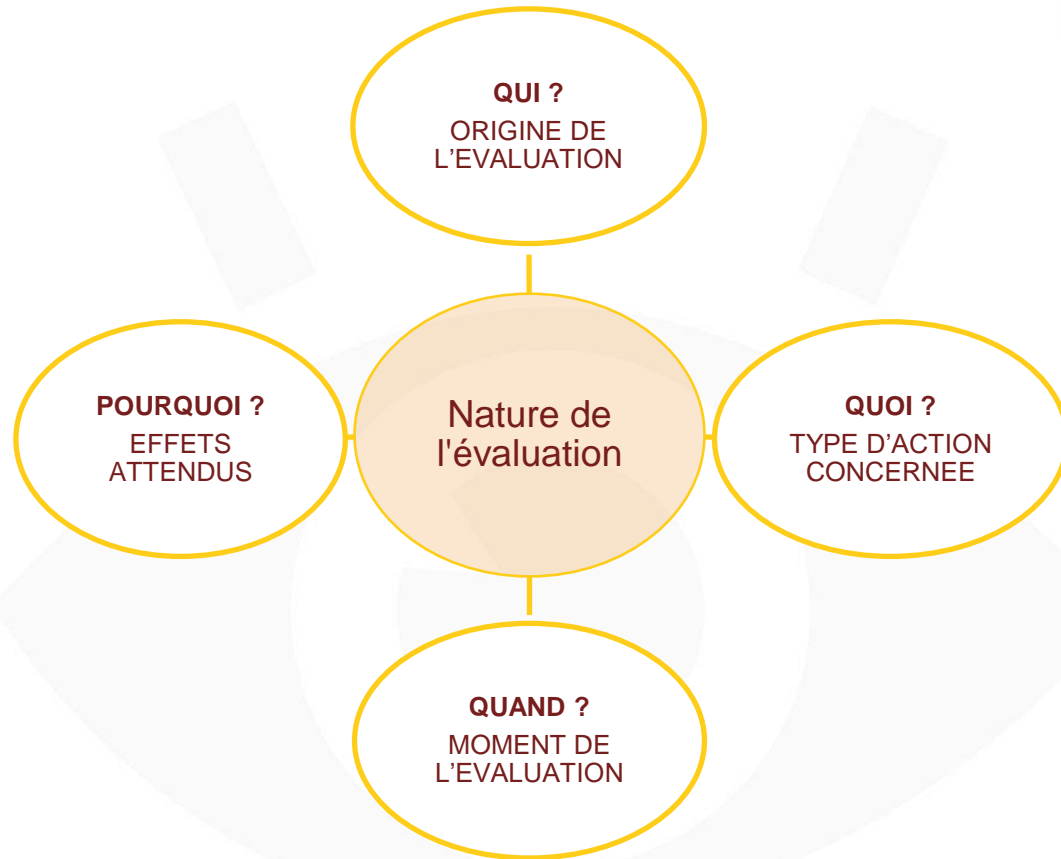 QUI ?
ORIGINE DE
L'EVALUATION
POURQUOI ?
EFFETS
ATTENDUS
Nature de
l'évaluation
QUOI ?
TYPE D'ACTION
CONCERNEE
QUAND ?
MOMENT DE
L'EVALUATION